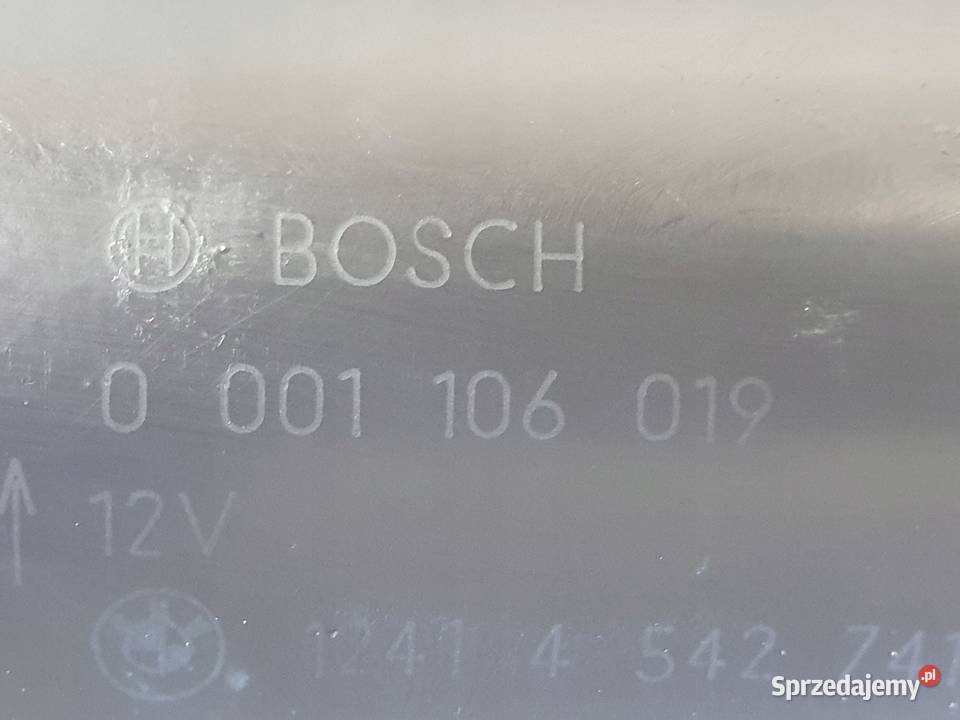 BOSCH
0 001 106 019
12V
1241 4 542 741
Sprzedajemy.pl